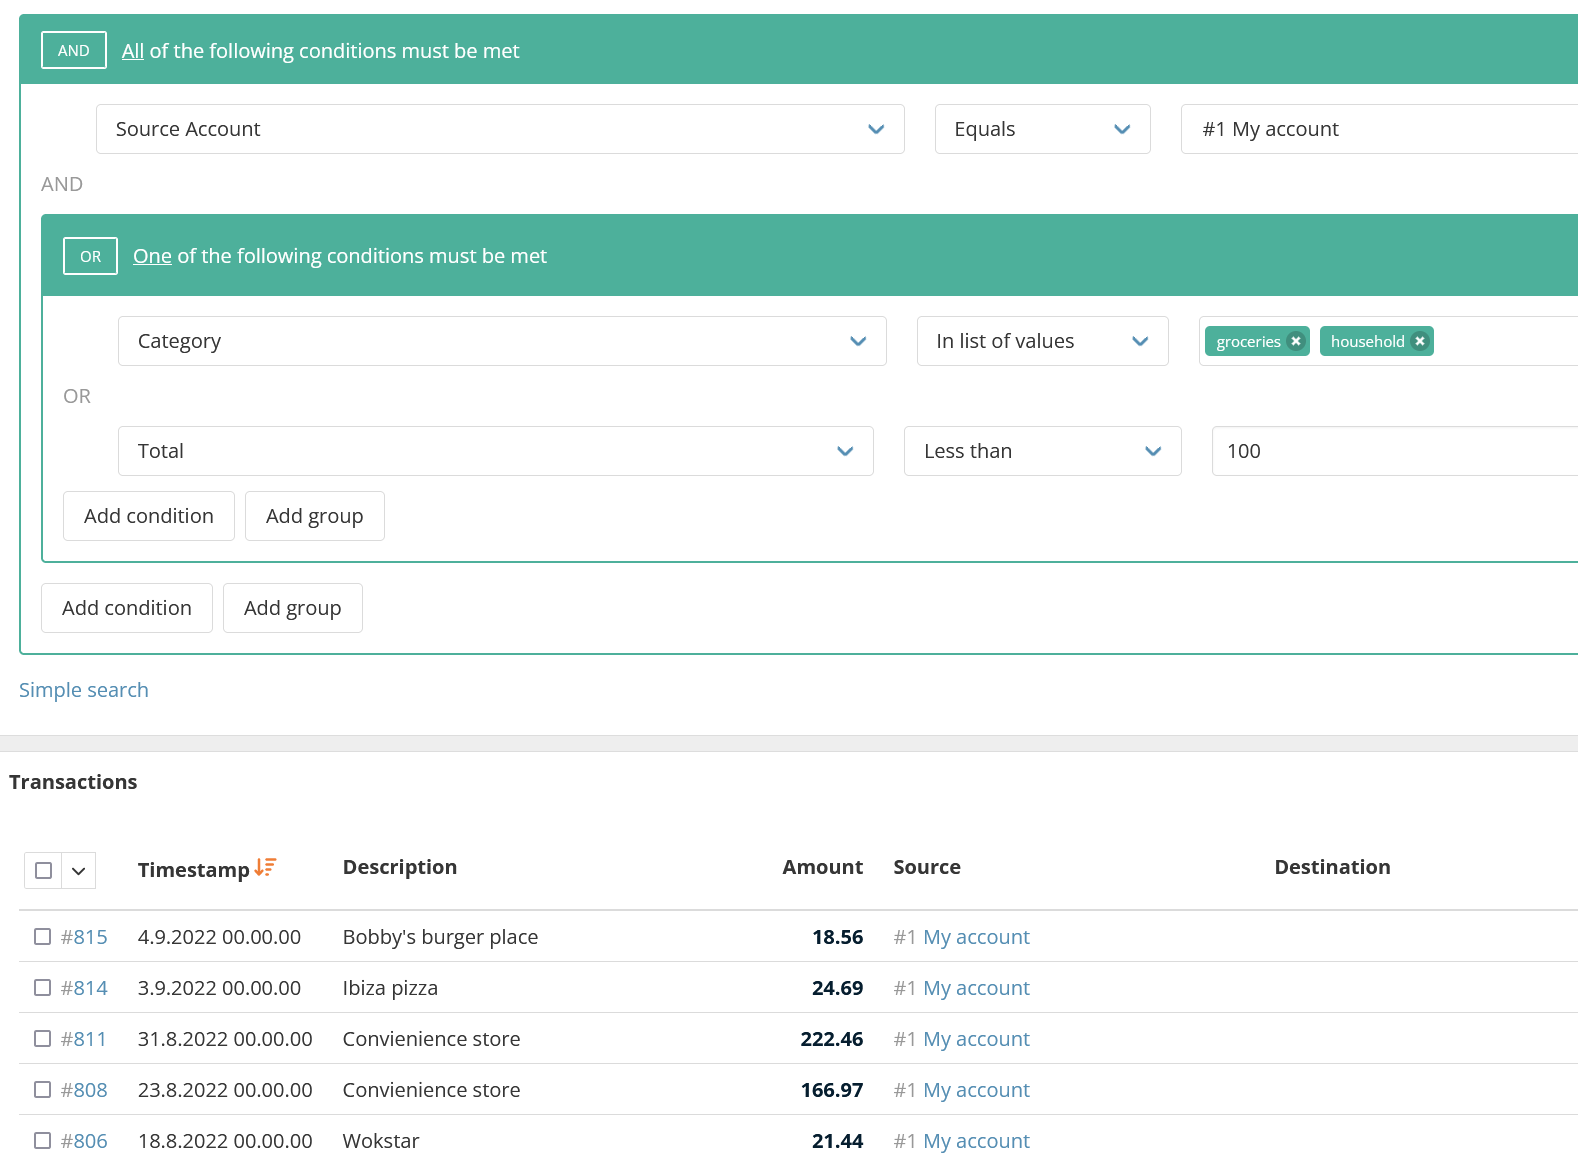 AND All of the following conditions must be met
Source Account Equals #1 My account
AND
OR One of the following conditions must be met
Category In list of values groceries household
OR
Total Less than 100
Add condition Add group
Add condition Add group
Simple search
Transactions
Timestamp Description Amount Source Destination
#815 4.9.2022 00.00.00 Bobby's burger place 18.56 #1 My account
#814 3.9.2022 00.00.00 Ibiza pizza 24.69 #1 My account
#811 31.8.2022 00.00.00 Convienience store 222.46 #1 My account
#808 23.8.2022 00.00.00 Convienience store 166.97 #1 My account
#806 18.8.2022 00.00.00 Wokstar 21.44 #1 My account